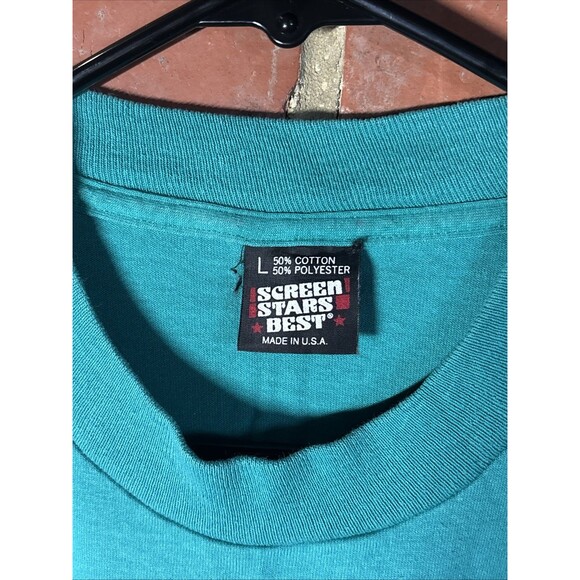 L 50% COTTON
50% POLYESTER
SCREEN
STARS
BEST®
MADE IN U.S.A.